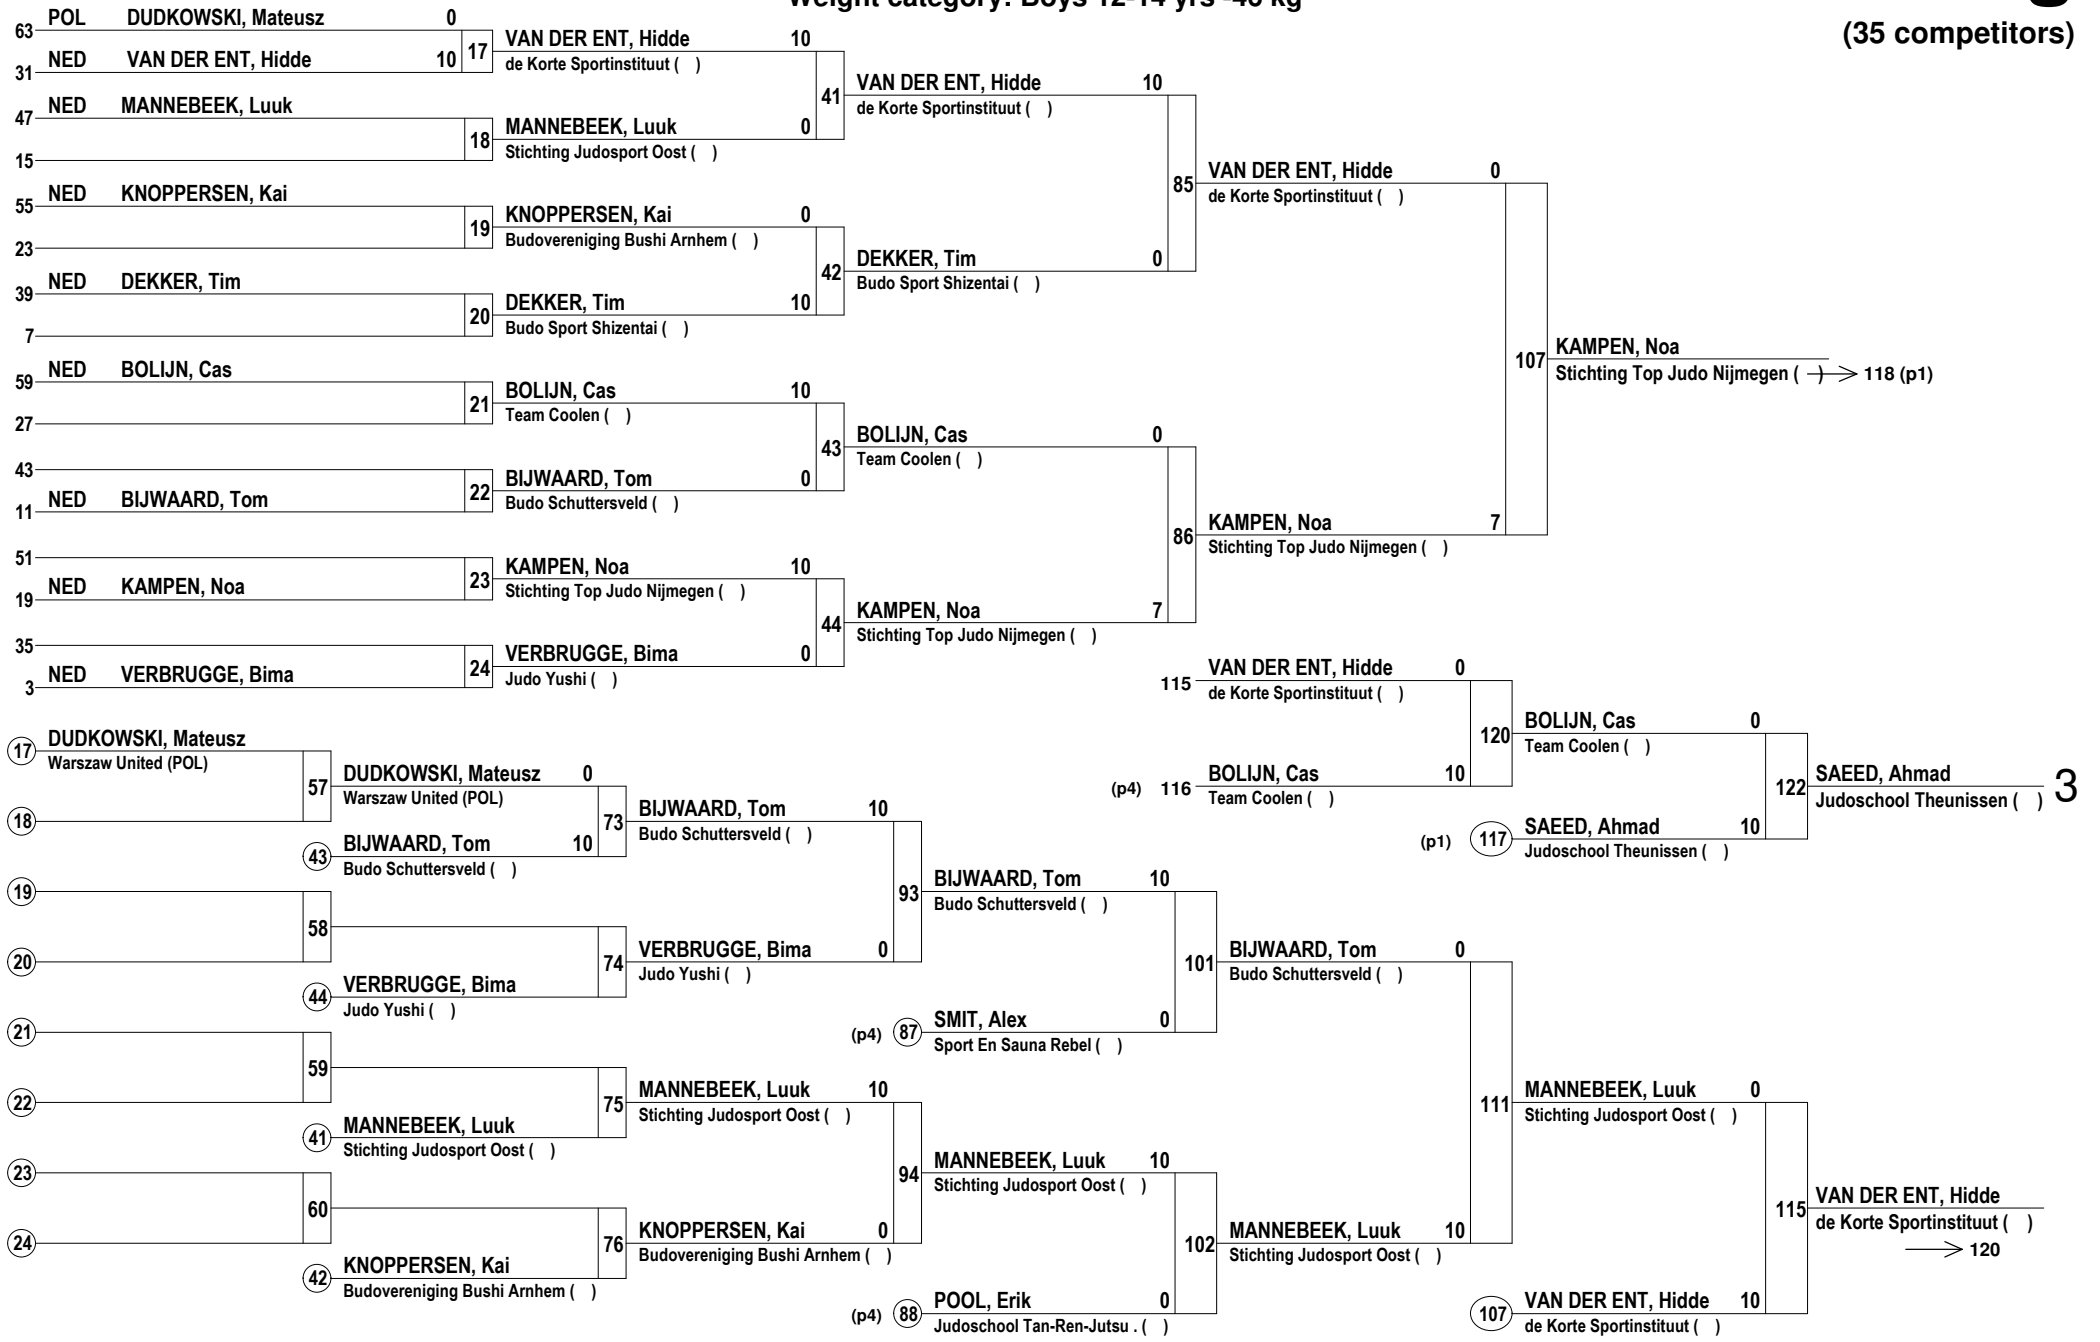 Weight category: Boys 12-14 yrs -46 kg
(35 competitors)
POL DUDKOWSKI, Mateusz 0
63
NED VAN DER ENT, Hidde 10
31
17
VAN DER ENT, Hidde 10
de Korte Sportinstituut ( )
NED MANNEBEEK, Luuk
47
15
18
MANNEBEEK, Luuk 0
Stichting Judosport Oost ( )
41
VAN DER ENT, Hidde 10
de Korte Sportinstituut ( )
NED KNOPPERSEN, Kai
55
23
19
KNOPPERSEN, Kai 0
Budovereniging Bushi Arnhem ( )
NED DEKKER, Tim
39
7
20
DEKKER, Tim 10
Budo Sport Shizentai ( )
42
DEKKER, Tim 0
Budo Sport Shizentai ( )
85
VAN DER ENT, Hidde 0
de Korte Sportinstituut ( )
NED BOLIJN, Cas
59
27
21
BOLIJN, Cas 10
Team Coolen ( )
43
NED BIJWAARD, Tom
11
22
BIJWAARD, Tom 0
Budo Schuttersveld ( )
43
BOLIJN, Cas 0
Team Coolen ( )
51
NED KAMPEN, Noa
19
23
KAMPEN, Noa 10
Stichting Top Judo Nijmegen ( )
35
NED VERBRUGGE, Bima
3
24
VERBRUGGE, Bima 0
Judo Yushi ( )
44
KAMPEN, Noa 7
Stichting Top Judo Nijmegen ( )
86
KAMPEN, Noa 7
Stichting Top Judo Nijmegen ( )
107
KAMPEN, Noa
Stichting Top Judo Nijmegen ( ) 118 (p1)
115
VAN DER ENT, Hidde 0
de Korte Sportinstituut ( )
(p4) 116
BOLIJN, Cas 10
Team Coolen ( )
120
BOLIJN, Cas 0
Team Coolen ( )
(p1) 117
SAEED, Ahmad 10
Judoschool Theunissen ( )
122
SAEED, Ahmad
Judoschool Theunissen ( )
3
17
DUDKOWSKI, Mateusz
Warszaw United (POL)
18
57
DUDKOWSKI, Mateusz 0
Warszaw United (POL)
43
BIJWAARD, Tom 10
Budo Schuttersveld ( )
73
BIJWAARD, Tom 10
Budo Schuttersveld ( )
19
20
58
44
VERBRUGGE, Bima
Judo Yushi ( )
74
VERBRUGGE, Bima 0
Judo Yushi ( )
93
BIJWAARD, Tom 10
Budo Schuttersveld ( )
(p4) 87
SMIT, Alex 0
Sport En Sauna Rebel ( )
101
BIJWAARD, Tom 0
Budo Schuttersveld ( )
21
22
59
41
MANNEBEEK, Luuk
Stichting Judosport Oost ( )
75
MANNEBEEK, Luuk 10
Stichting Judosport Oost ( )
23
24
60
42
KNOPPERSEN, Kai
Budovereniging Bushi Arnhem ( )
76
KNOPPERSEN, Kai 0
Budovereniging Bushi Arnhem ( )
94
MANNEBEEK, Luuk 10
Stichting Judosport Oost ( )
(p4) 88
POOL, Erik 0
Judoschool Tan-Ren-Jutsu . ( )
102
MANNEBEEK, Luuk 10
Stichting Judosport Oost ( )
111
MANNEBEEK, Luuk 0
Stichting Judosport Oost ( )
107
VAN DER ENT, Hidde 10
de Korte Sportinstituut ( )
115
VAN DER ENT, Hidde
de Korte Sportinstituut ( )
120